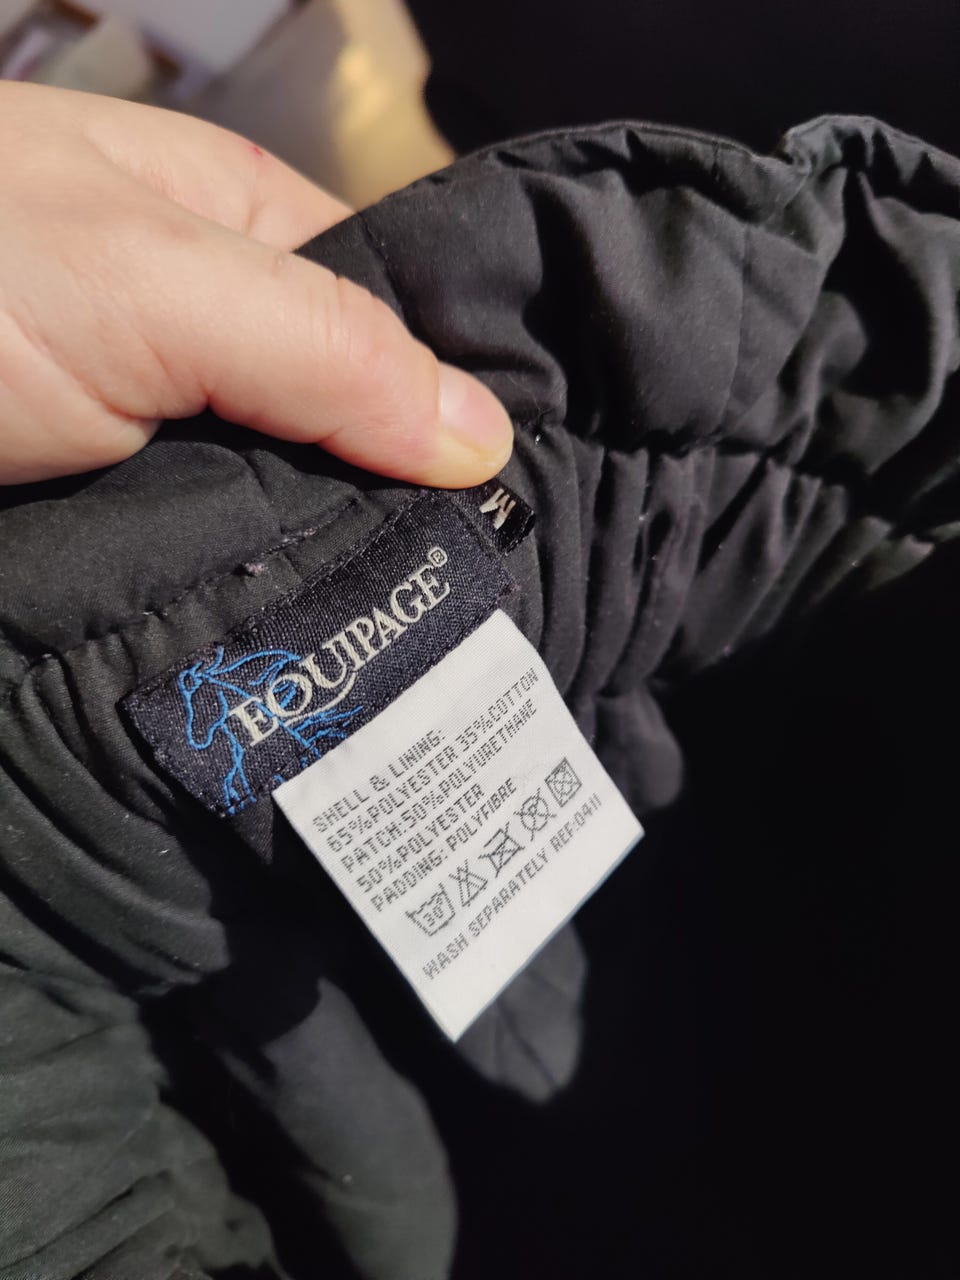 M
EQUIPAGE®
SHELL & LINING:
65%POLYESTER 35%COTTON
PATCH:50%POLYURETHANE
50%POLYESTER
PADDING: POLYFIBRE
30
WASH SEPARATELY REF:0411